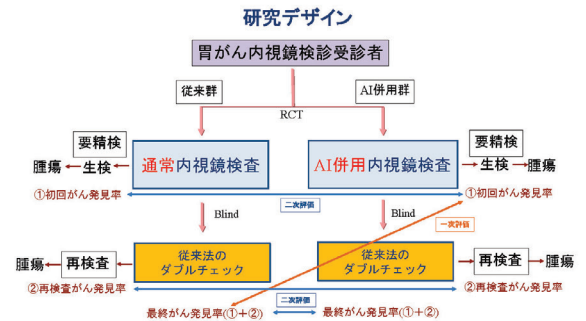 研究デザイン
胃がん内視鏡検診受診者
従来群
AI併用群
RCT
要精検
腫瘍
生検
通常内視鏡検査
AI併用内視鏡検査
要精検
生検
腫瘍
①初回がん発見率
二次評価
①初回がん発見率
Blind
Blind
一次評価
腫瘍
再検査
従来法の
ダブルチェック
従来法の
ダブルチェック
再検査
腫瘍
②再検査がん発見率
②再検査がん発見率
二次評価
最終がん発見率(①+②)
最終がん発見率(①+②)